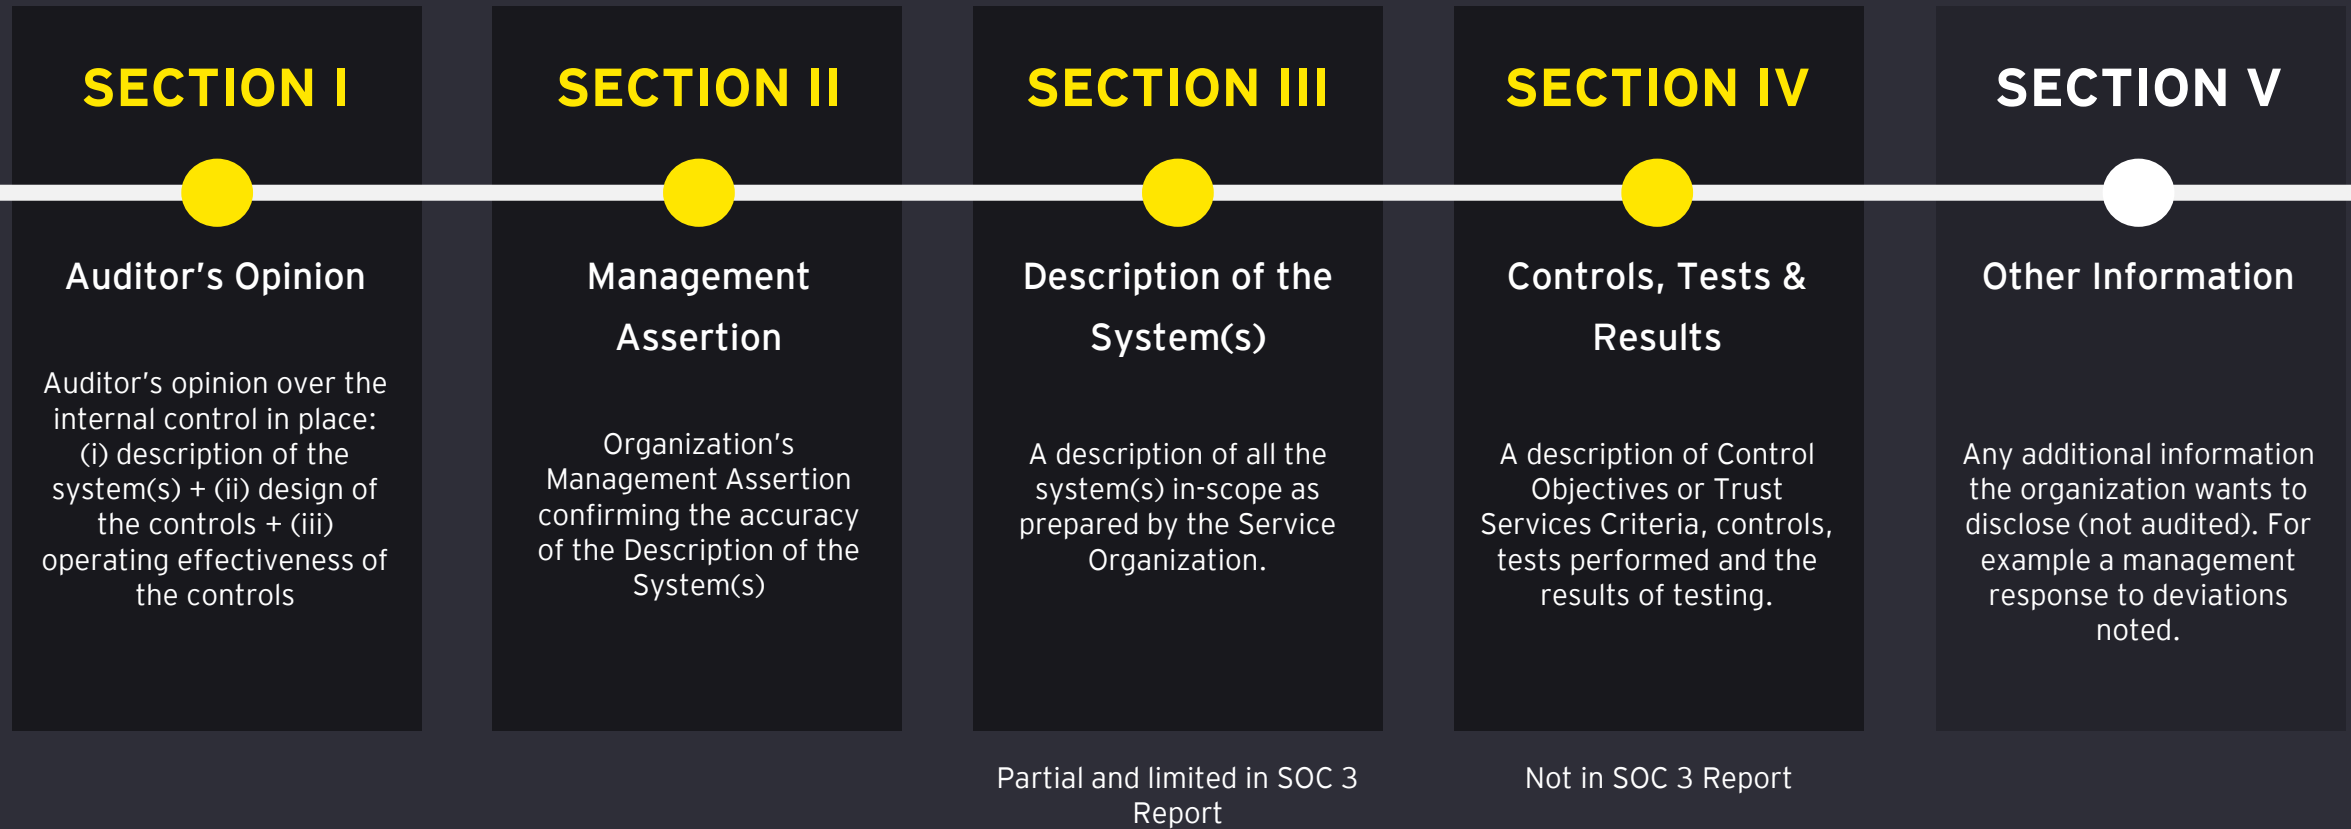 SECTION I
Auditor's Opinion
Auditor's opinion over the
internal control in place:
(i) description of the
system(s) + (ii) design of
the controls + (iii)
operating effectiveness of
the controls
SECTION II
Management
Assertion
Organization's
Management Assertion
confirming the accuracy
of the Description of the
System(s)
SECTION III
Description of the
System(s)
A description of all the
system(s) in-scope as
prepared by the Service
Organization.
Partial and limited in SOC 3
Report
SECTION IV
Controls, Tests &
Results
A description of Control
Objectives or Trust
Services Criteria, controls,
tests performed and the
results of testing.
Not in SOC 3 Report
SECTION V
Other Information
Any additional information
the organization wants to
disclose (not audited). For
example a management
response to deviations
noted.